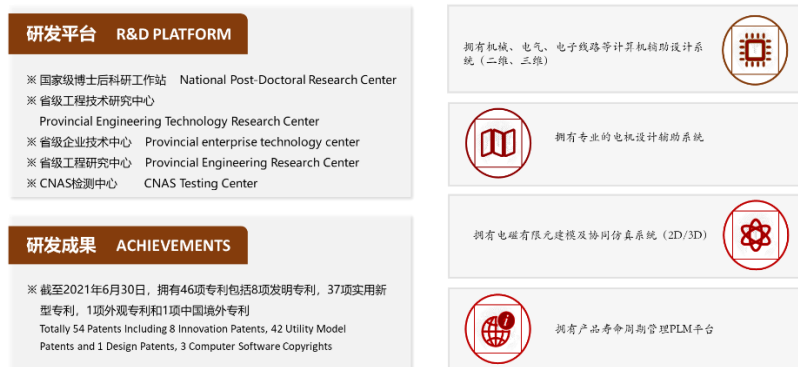 研发平台 R&D PLATFORM
※ 国家级博士后科研工作站 National Post-Doctoral Research Center
※ 省级工程技术研究中心
Provincial Engineering Technology Research Center
※ 省级企业技术中心 Provincial enterprise technology center
※ 省级工程研究中心 Provincial Engineering Research Center
※ CNAS检测中心 CNAS Testing Center
研发成果 ACHIEVEMENTS
※ 截至2021年6月30日，拥有46项专利包括8项发明专利，37项实用新
型专利，1项外观专利和1项中国境外专利
Totally 54 Patents Including 8 Innovation Patents, 42 Utility Model
Patents and 1 Design Patents, 3 Computer Software Copyrights
拥有机械、电气、电子线路等计算机辅助设计系
统（二维、三维）
拥有专业的电机设计辅助系统
拥有电磁有限元建模及协同仿真系统（2D/3D）
拥有产品寿命周期管理PLM平台